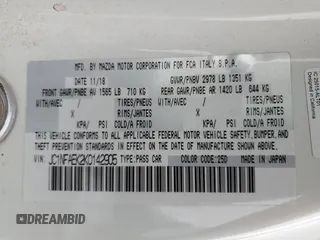 MFD. BY MAZDA MOTOR CORPORATION FOR FCA ITALY S.P.A.
DATE 11/18 GVWR/PNBV 2978 LB 1351 KG
FRONT GAWR/PNBE AV 1565 LB 710 KG REAR GAWR/PNBE AR 1420 LB 644 KG
WITH/AVEC TIRES/PNEUS WITH/AVEC TIRES/PNEUS
RIMS/JANTES RIMS/JANTES
KPA/ PSI/LPC COLD/A FROID KPA/ PSI/LPC COLD/A FROID
THIS VEHICLE CONFORMS TO ALL APPLICABLE FEDERAL MOTOR VEHICLE SAFETY, BUMPER, AND
THEFT PREVENTION STANDARDS IN EFFECT ON THE DATE OF MANUFACTURE SHOWN ABOVE.
VIN: JC1NFAEK2K0142905 TYPE:PASS CAR COLOR:25D MADE IN JAPAN